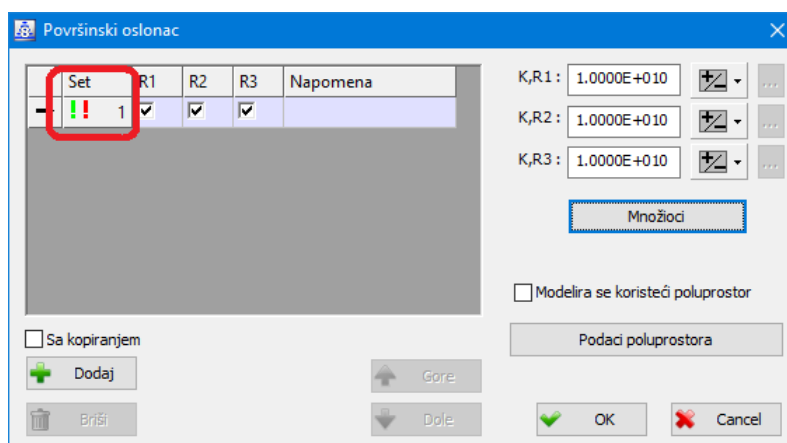 Površinski oslonac
Set R1 R2 R3 Napomena
1
K,R1: 1.0000E+010
K,R2: 1.0000E+010
K,R3: 1.0000E+010
Množioci
Modelira se koristeći poluprostor
Podaci poluprostora
Sa kopiranjem
Dodaj
Gore
Briši
Dole
OK
Cancel